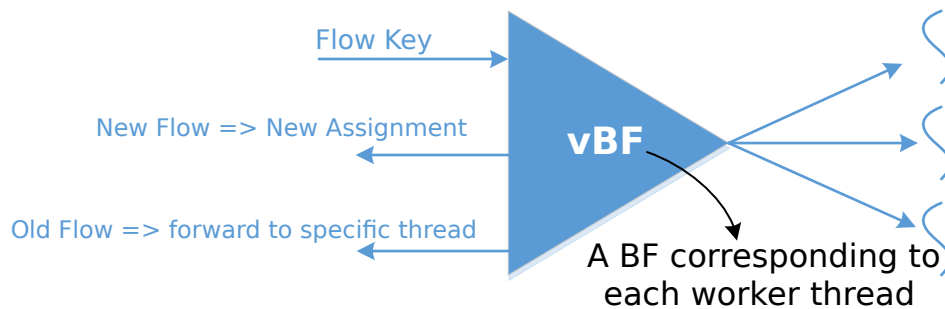 Flow Key
New Flow => New Assignment
vBF
Old Flow => forward to specific thread
A BF corresponding to
each worker thread